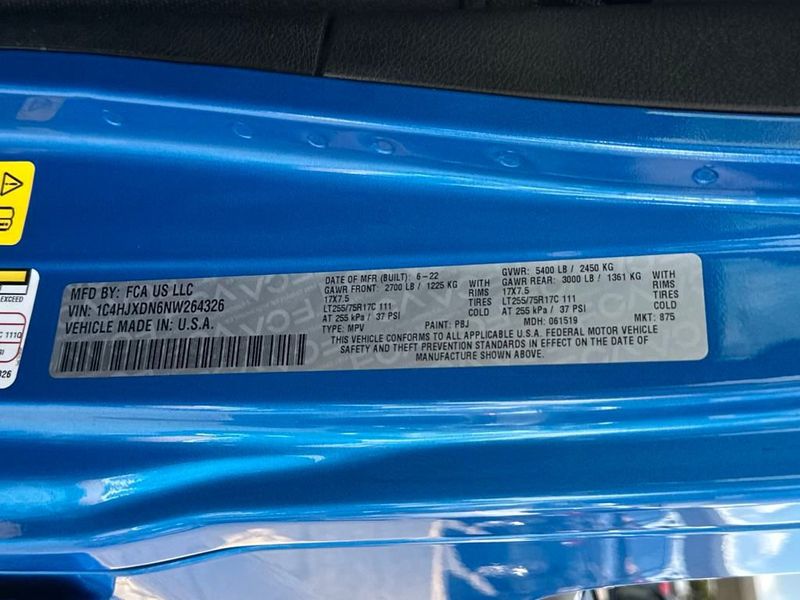 MFD BY: FCA US LLC
VIN: 1C4HJXDN6NW264326
VEHICLE MADE IN: U.S.A.
DATE OF MFR (BUILT): 6-22
GAWR FRONT: 2700 LB / 1225 KG WITH
17X7.5 RIMS
LT255/75R17C 111 TIRES
AT 255 kPa / 37 PSI COLD
GVWR: 5400 LB / 2450 KG
GAWR REAR: 3000 LB / 1361 KG WITH
17X7.5 RIMS
LT255/75R17C 111 TIRES
AT 255 kPa / 37 PSI COLD
TYPE: MPV PAINT: PBJ MDH: 061519 MKT: 875
THIS VEHICLE CONFORMS TO ALL APPLICABLE U.S.A. FEDERAL MOTOR VEHICLE
SAFETY AND THEFT PREVENTION STANDARDS IN EFFECT ON THE DATE OF
MANUFACTURE SHOWN ABOVE.
EXCEED